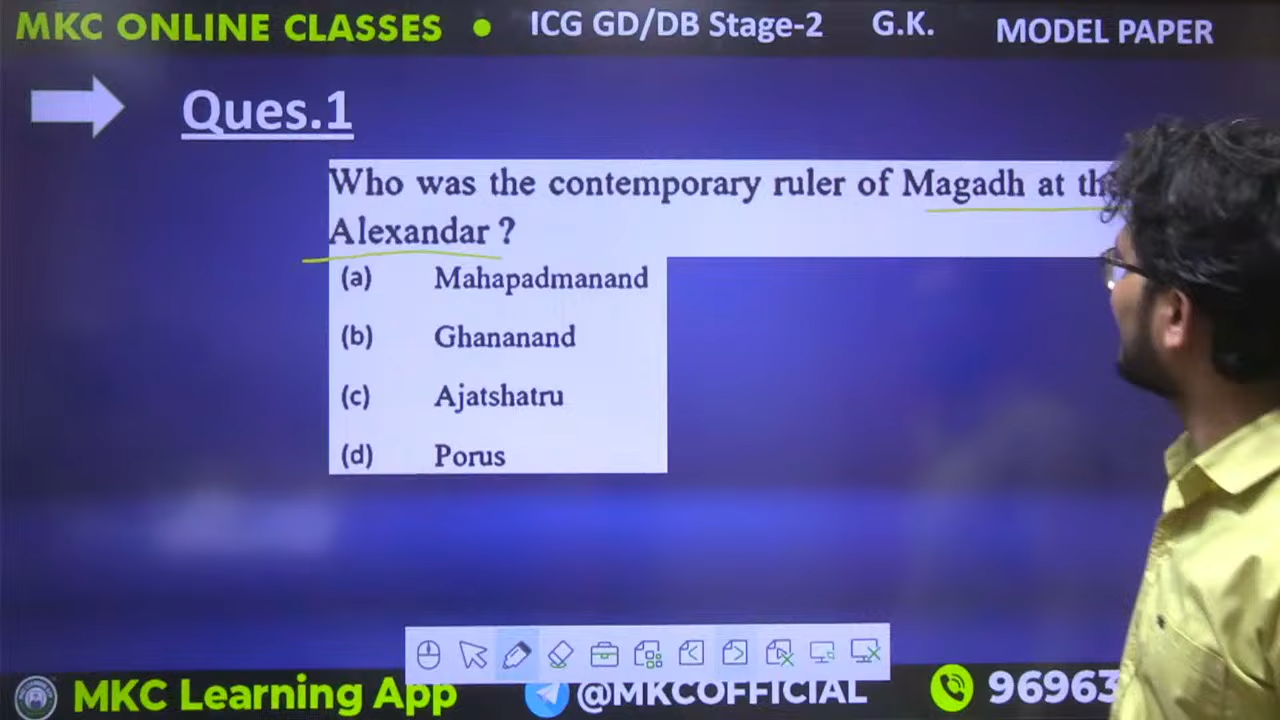 MKC ONLINE CLASSES • ICG GD/DB Stage-2 G.K. MODEL PAPER
Ques.1
Who was the contemporary ruler of Magadh at
Alexandar ?
(a) Mahapadmanand
(b) Ghananand
(c) Ajatshatru
(d) Porus
MKC Learning App @MKCOFFICIAL 96963